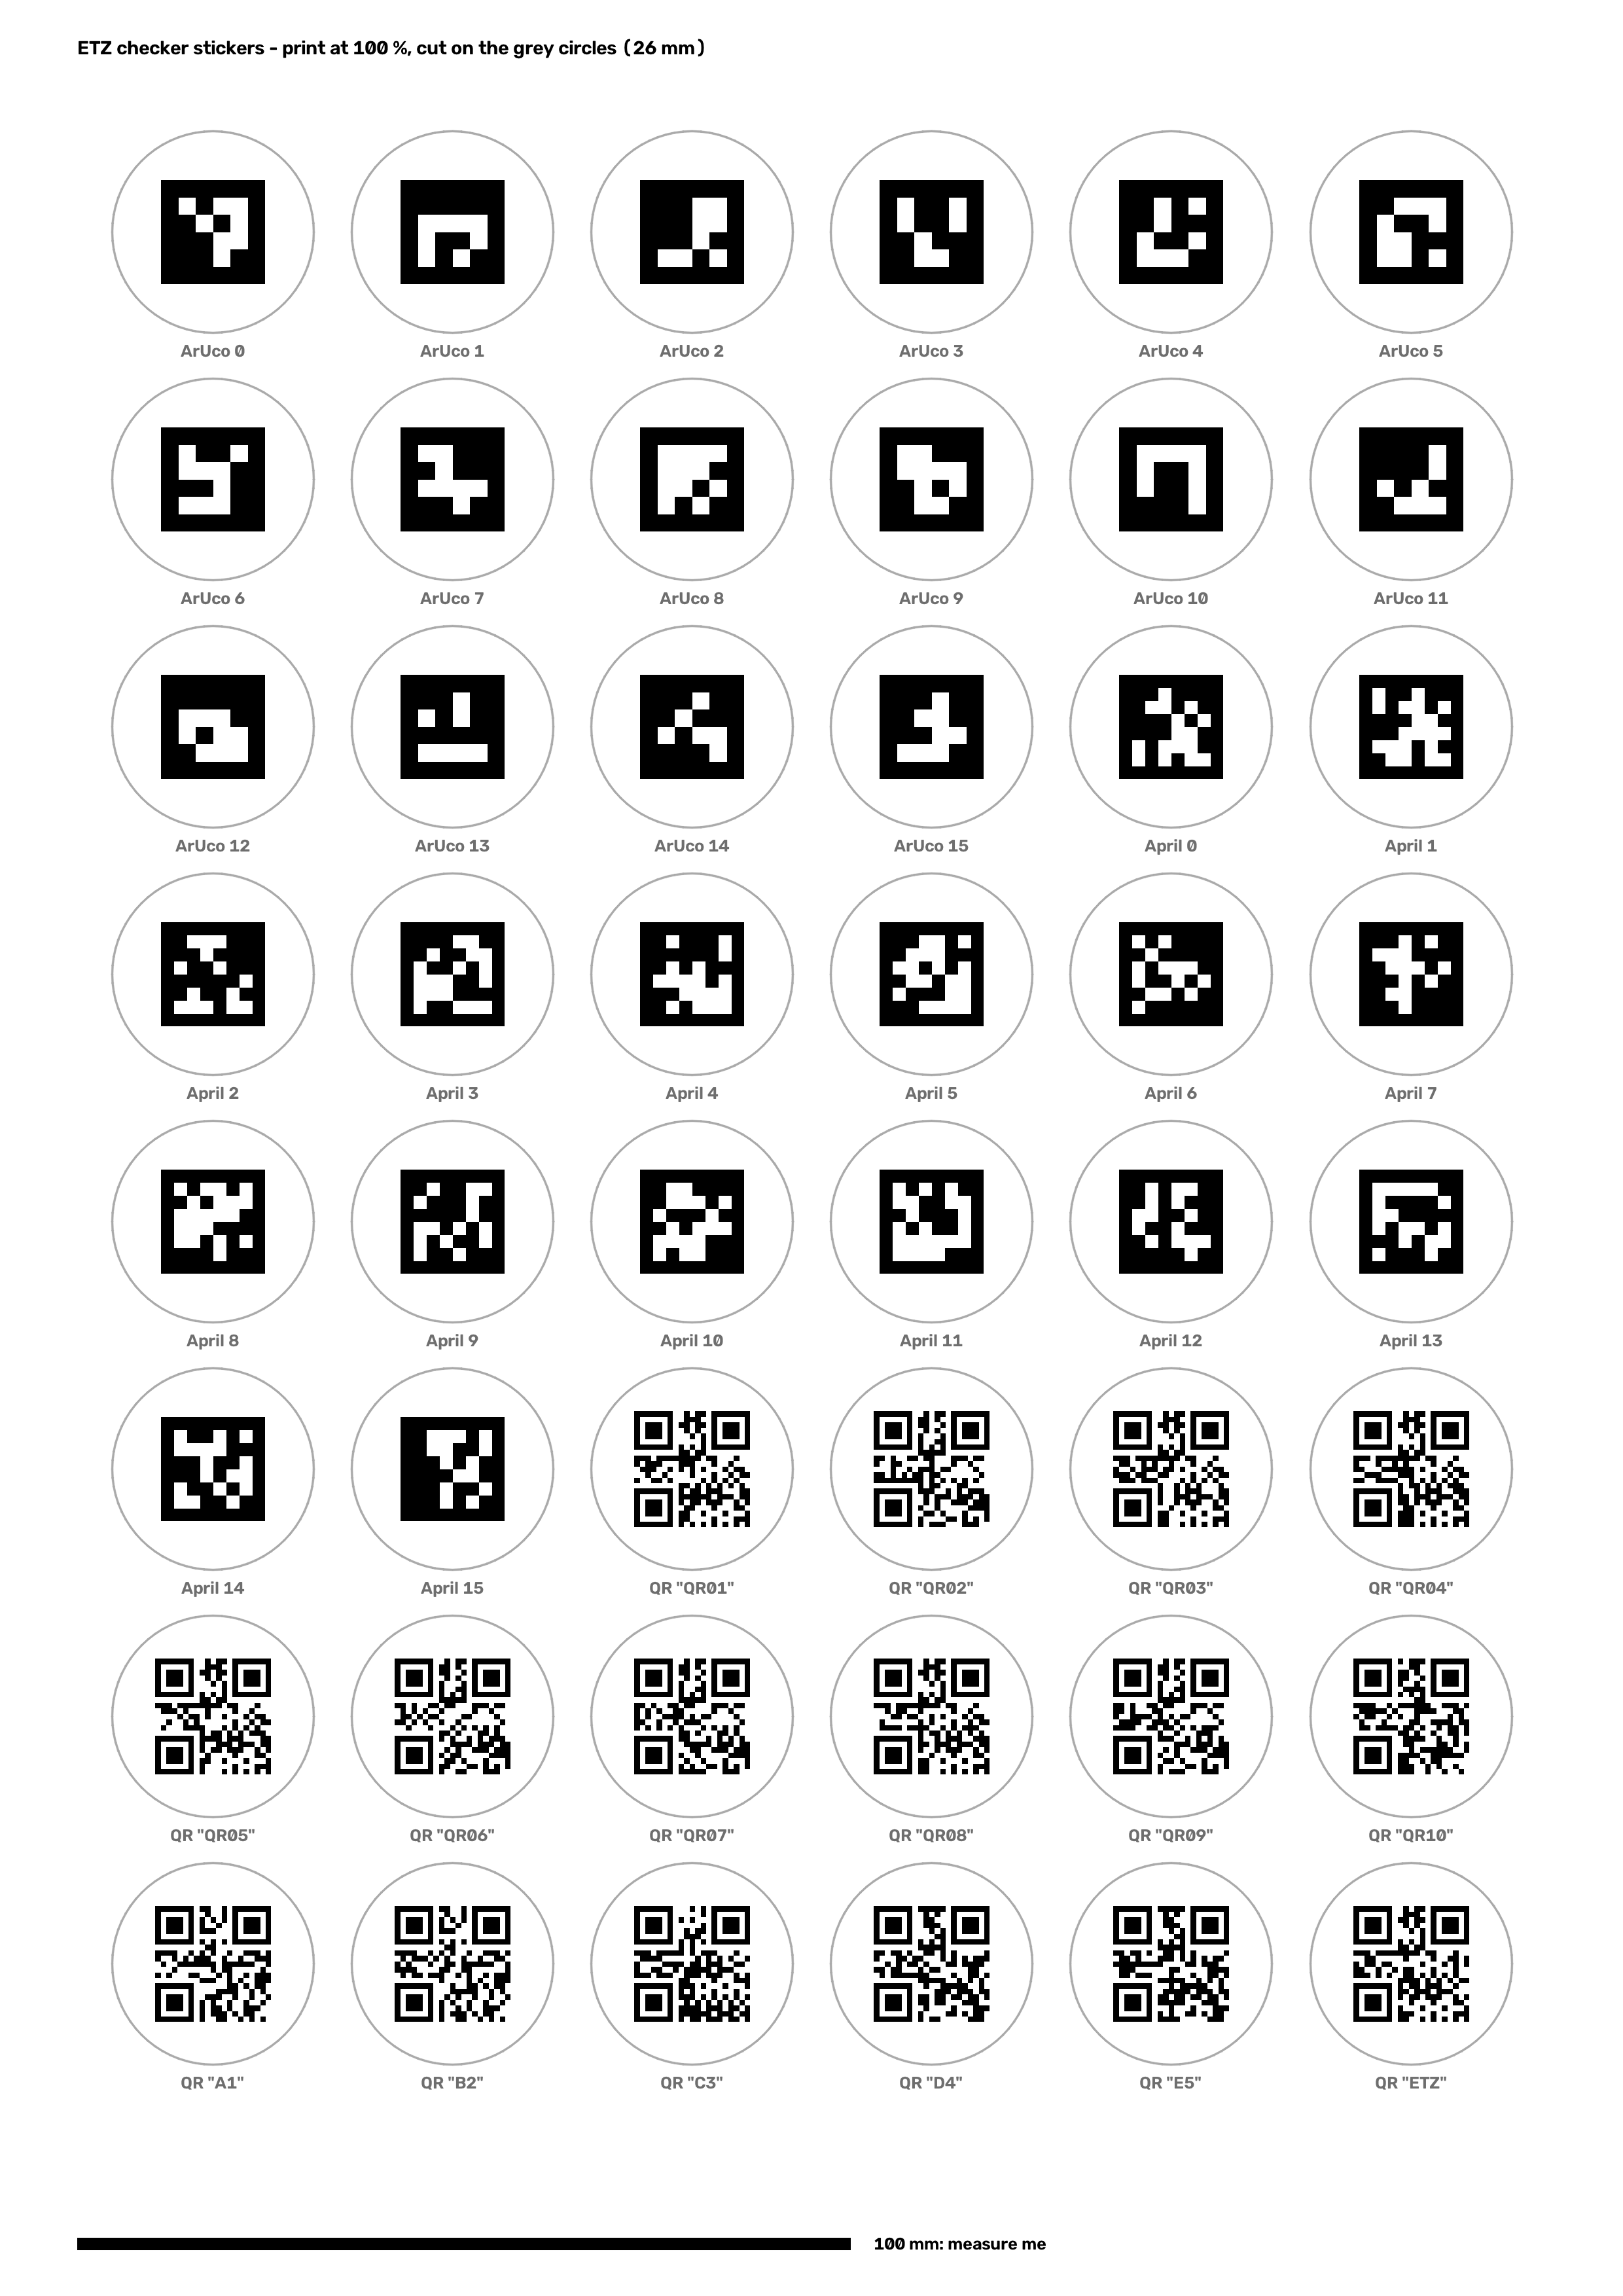 ETZ checker stickers - print at 100 %, cut on the grey circles (26 mm)
ArUco 0
ArUco 1
ArUco 2
ArUco 3
ArUco 4
ArUco 5
ArUco 6
ArUco 7
ArUco 8
ArUco 9
ArUco 10
ArUco 11
ArUco 12
ArUco 13
ArUco 14
ArUco 15
April 0
April 1
April 2
April 3
April 4
April 5
April 6
April 7
April 8
April 9
April 10
April 11
April 12
April 13
April 14
April 15
QR "QR01"
QR "QR02"
QR "QR03"
QR "QR04"
QR "QR05"
QR "QR06"
QR "QR07"
QR "QR08"
QR "QR09"
QR "QR10"
QR "A1"
QR "B2"
QR "C3"
QR "D4"
QR "E5"
QR "ETZ"
100 mm: measure me